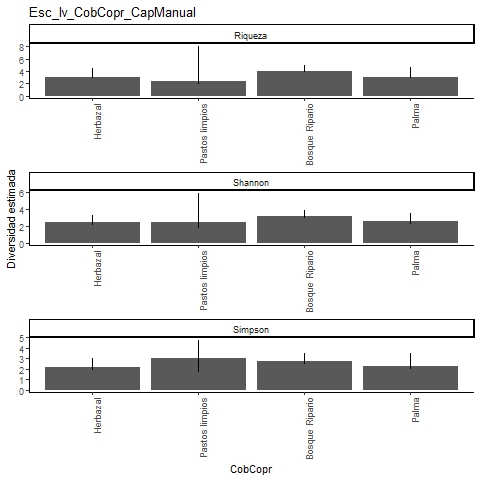 Esc_lv_CobCopr_CapManual
Riqueza
8
6
4
2
0
Herbazal
Pastos limpios
Bosque Ripario
Palma
Shannon
6
4
2
0
Herbazal
Pastos limpios
Bosque Ripario
Palma
Simpson
5
4
3
2
1
0
Herbazal
Pastos limpios
Bosque Ripario
Palma
Diversidad estimada
CobCopr